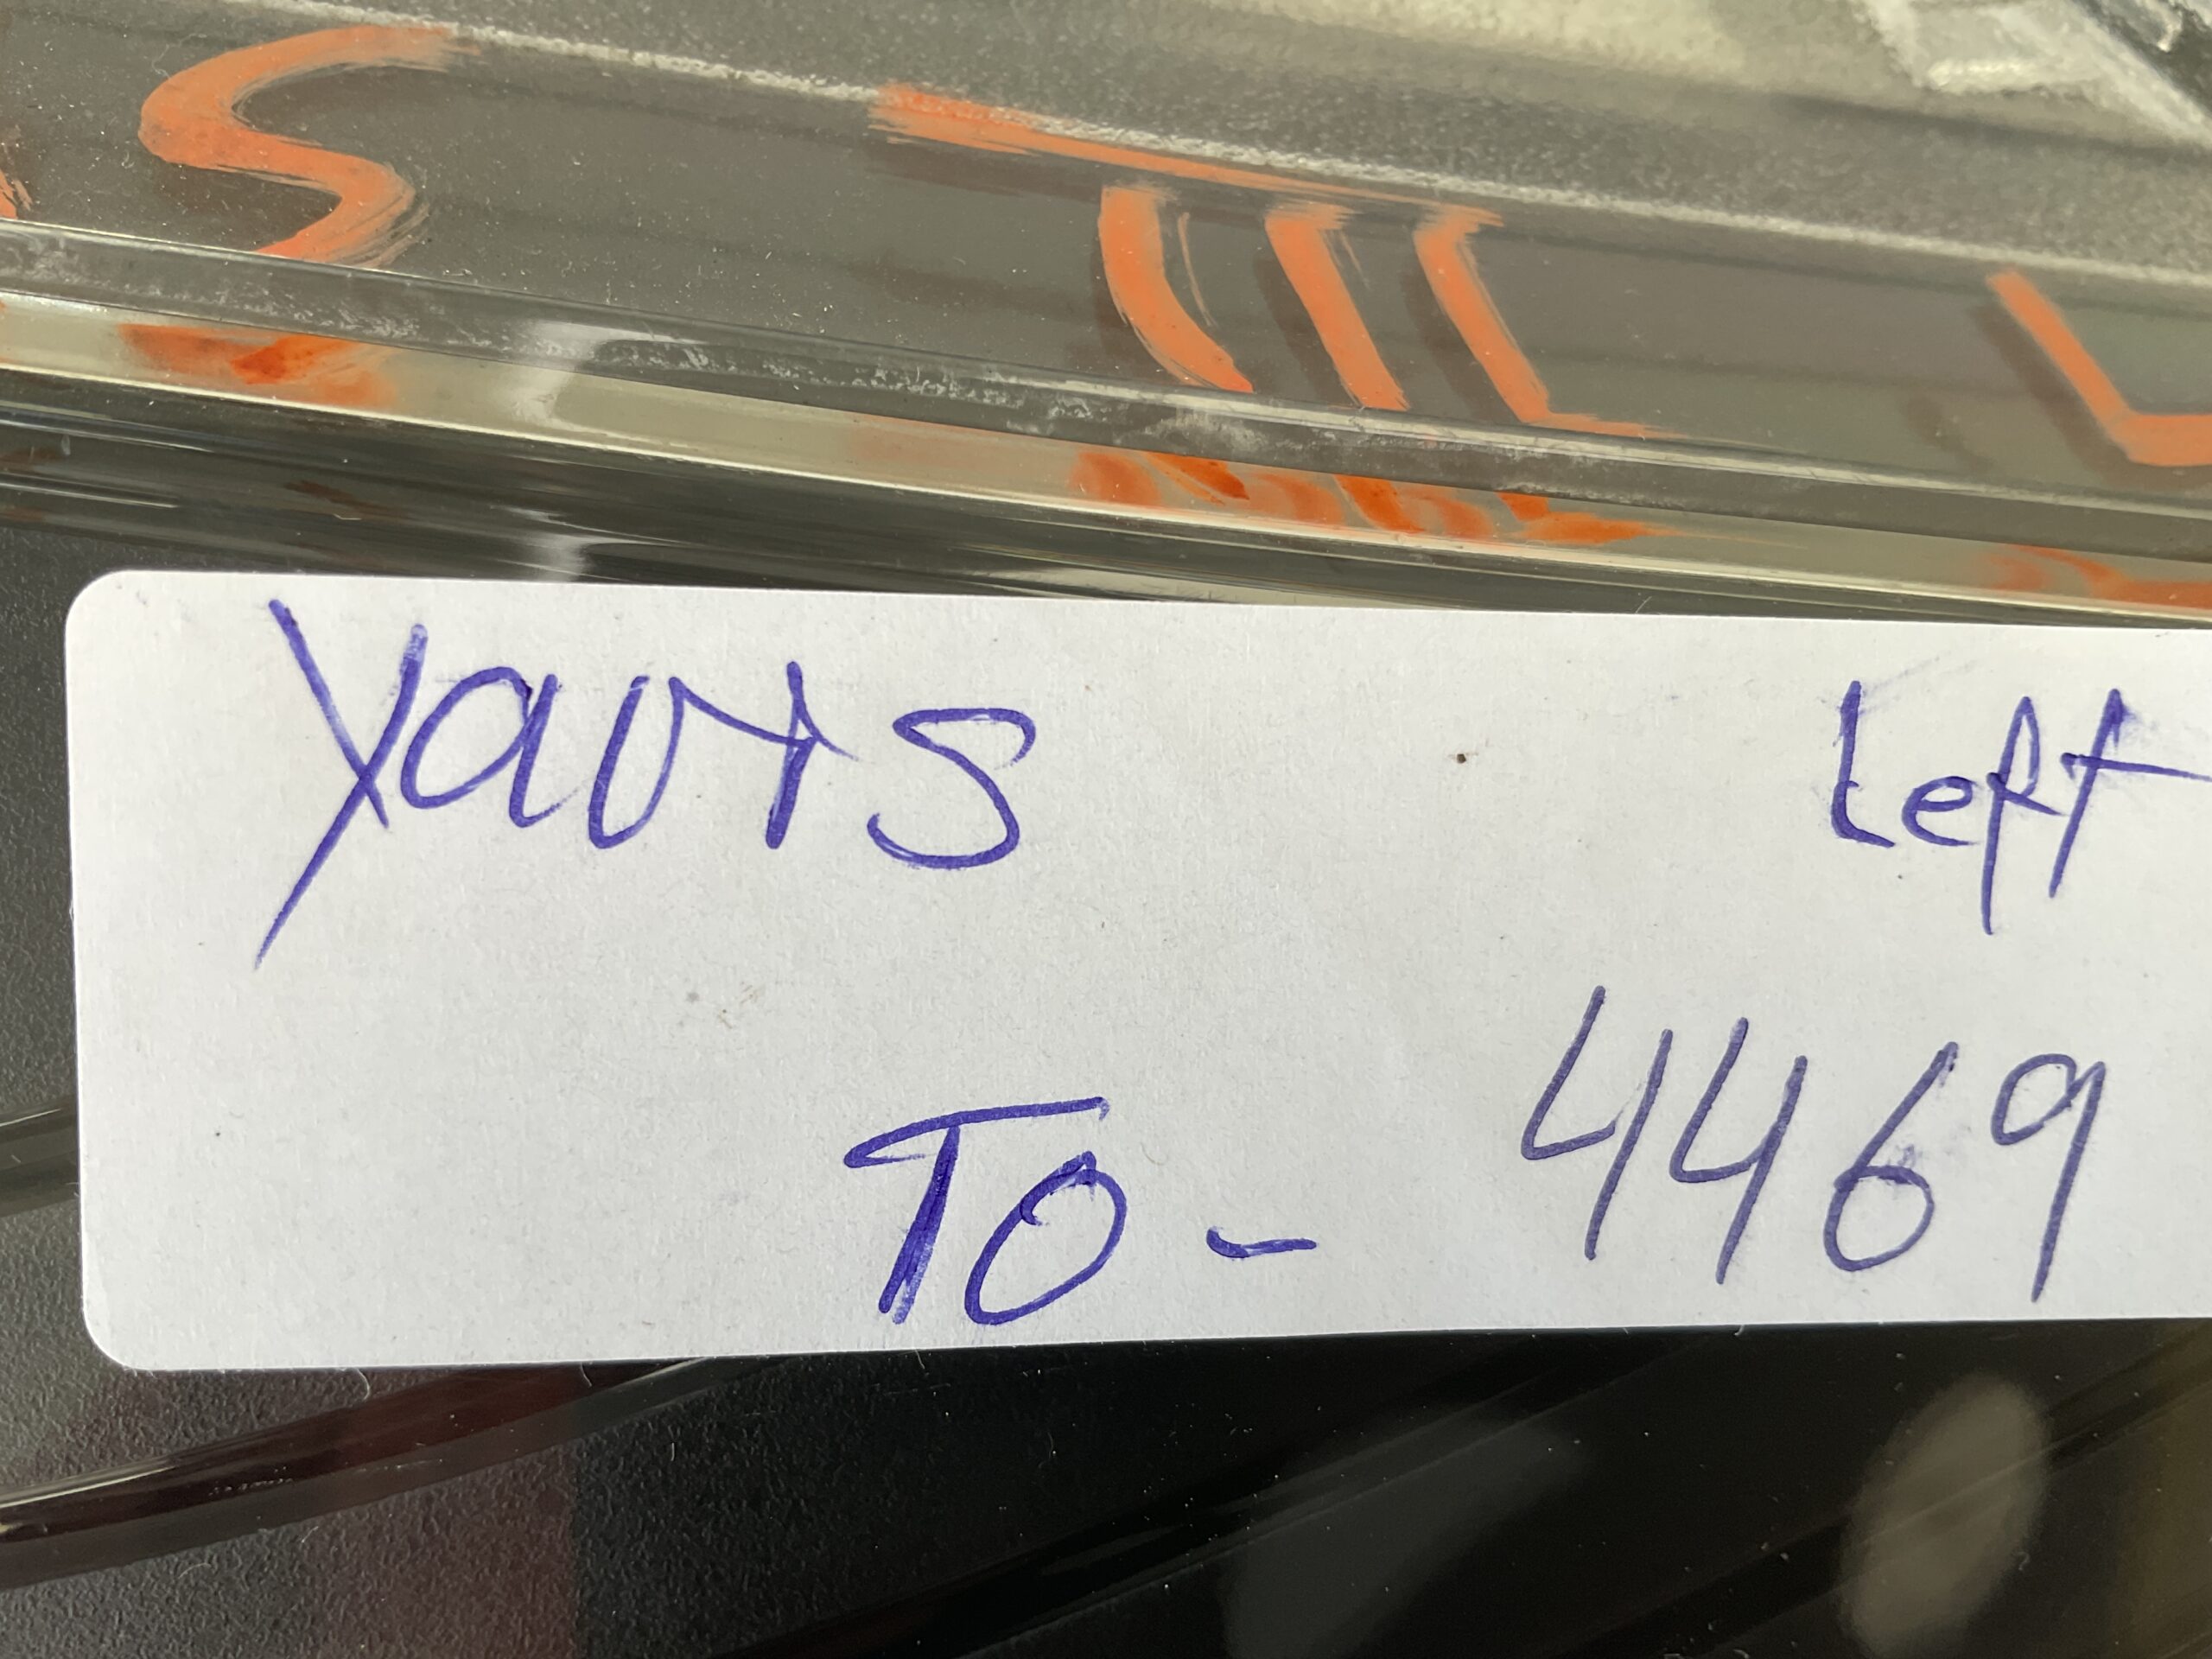 Yaris left
TO - 4469